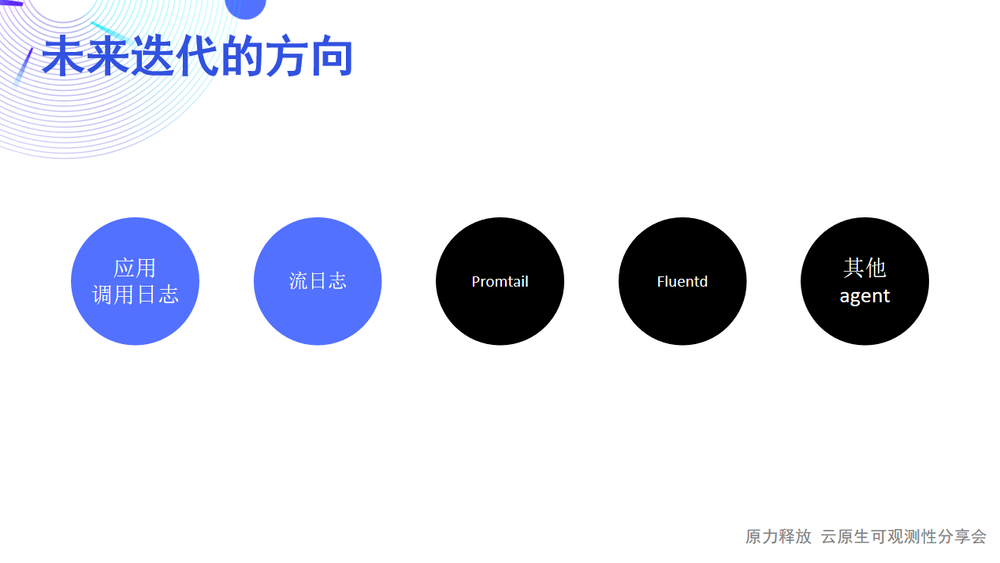 未来迭代的方向
应用
调用日志
流日志
Promtail
Fluentd
其他
agent
原力释放 云原生可观测性分享会